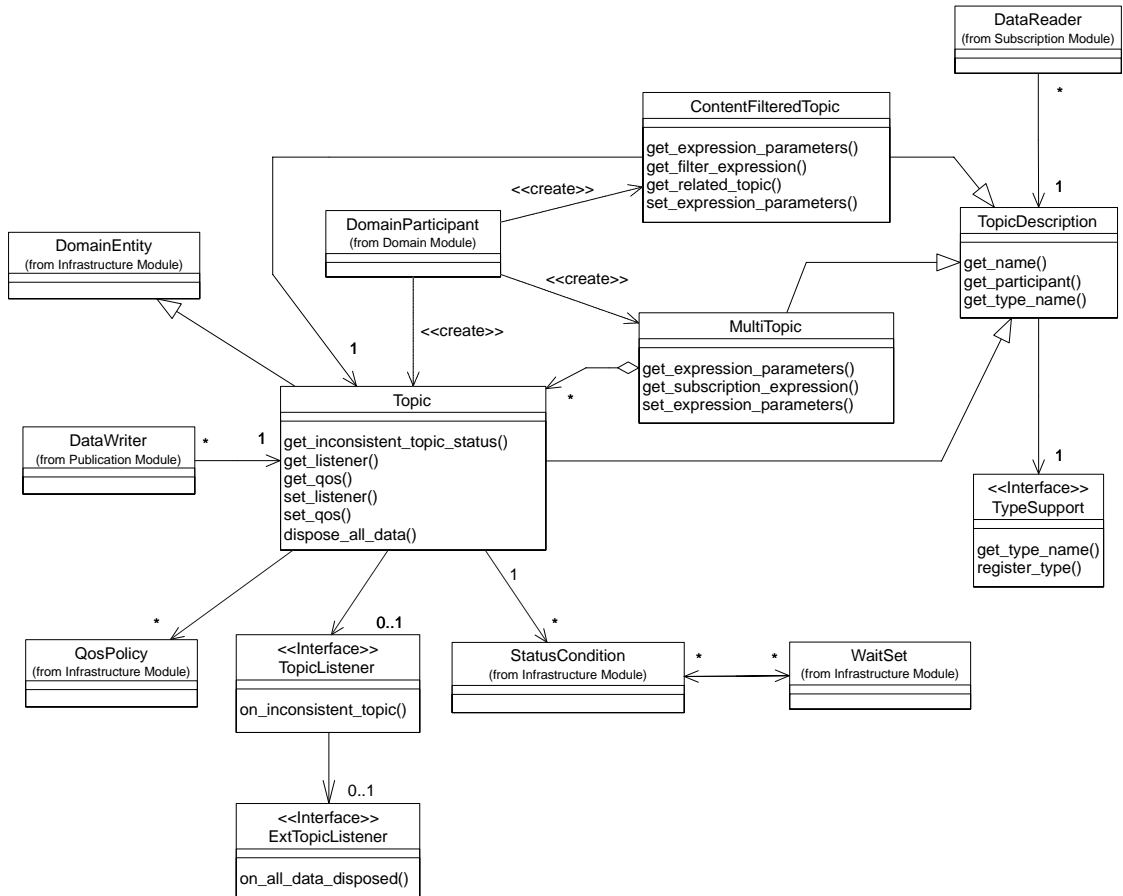 DataReader
(from Subscription Module)
*
1
ContentFilteredTopic
get_expression_parameters()
get_filter_expression()
get_related_topic()
set_expression_parameters()
<<create>>
DomainParticipant
(from Domain Module)
TopicDescription
get_name()
get_participant()
get_type_name()
DomainEntity
(from Infrastructure Module)
<<create>>
<<create>>
MultiTopic
get_expression_parameters()
get_subscription_expression()
set_expression_parameters()
1
*
Topic
get_inconsistent_topic_status()
get_listener()
get_qos()
set_listener()
set_qos()
dispose_all_data()
DataWriter
(from Publication Module)
*
1
1
<<Interface>>
TypeSupport
get_type_name()
register_type()
1
*
0..1
*
QosPolicy
(from Infrastructure Module)
<<Interface>>
TopicListener
on_inconsistent_topic()
StatusCondition
(from Infrastructure Module)
*
*
WaitSet
(from Infrastructure Module)
0..1
<<Interface>>
ExtTopicListener
on_all_data_disposed()